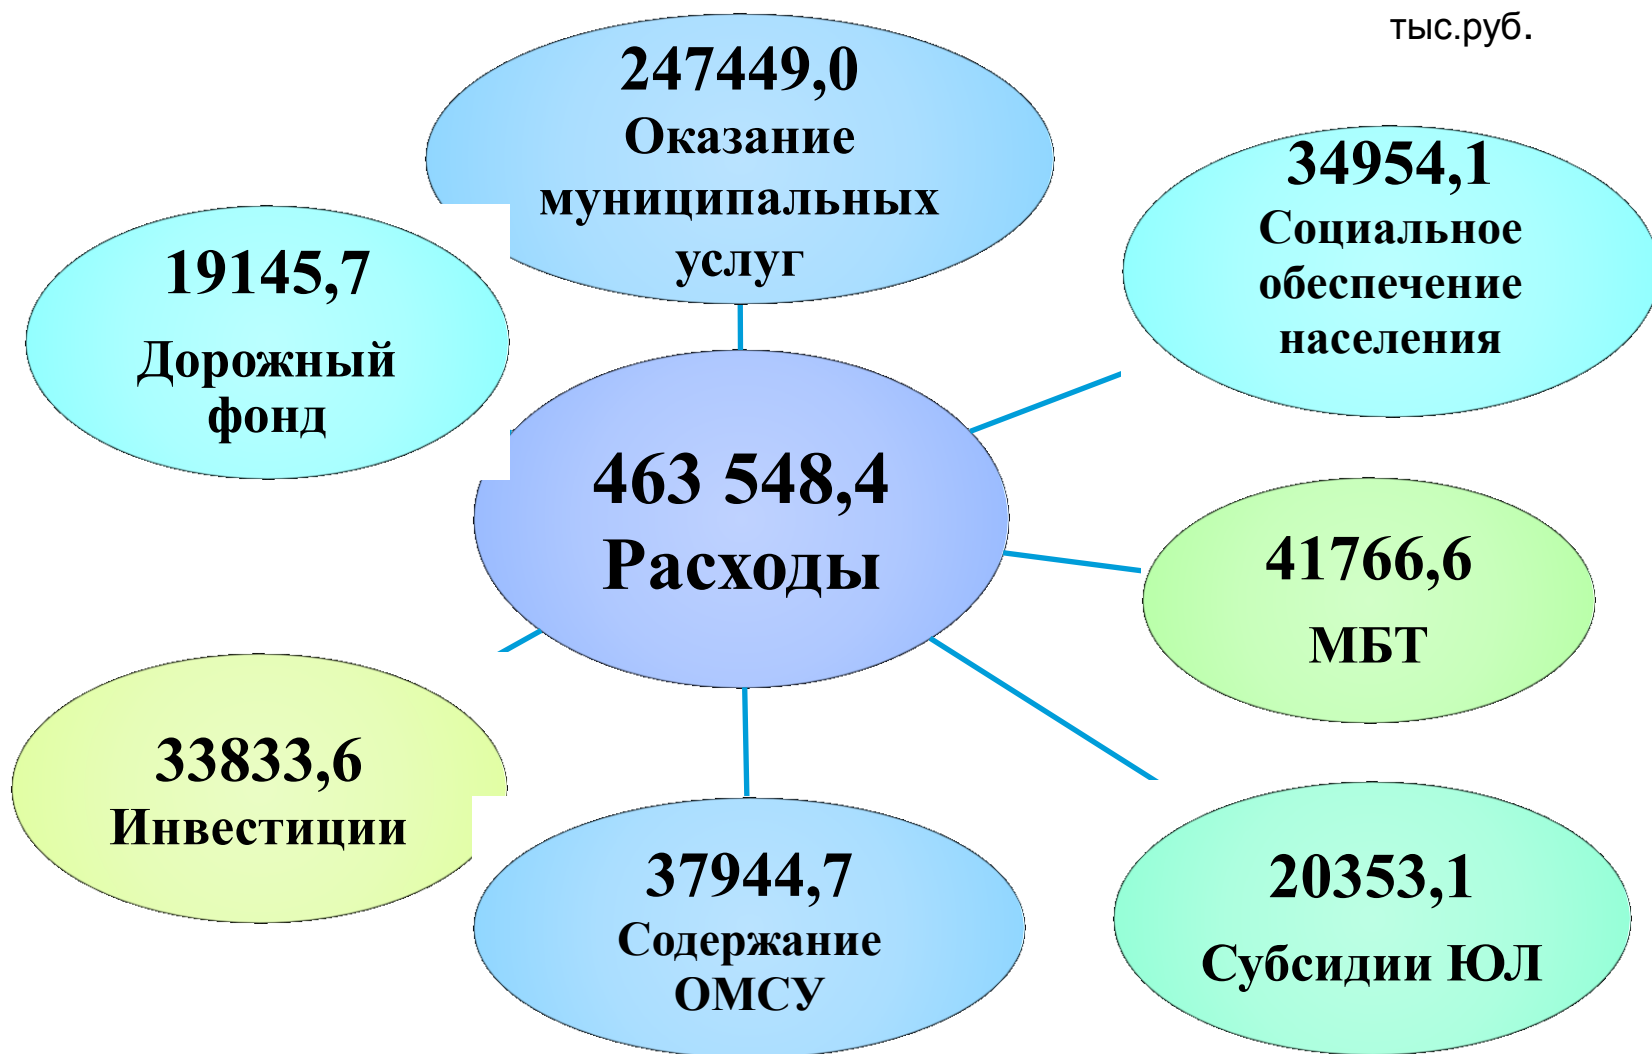 тыс.руб.
247449,0
Оказание
муниципальных
услуг
34954,1
Социальное
обеспечение
населения
19145,7
Дорожный
фонд
463 548,4
Расходы
41766,6
МБТ
33833,6
Инвестиции
37944,7
Содержание
ОМСУ
20353,1
Субсидии ЮЛ